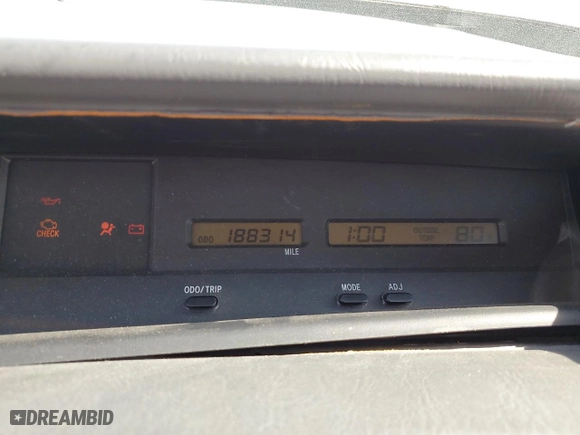 ODO 188314
MILE
1:00 OUTSIDE TEMP 80
CHECK
ODO/TRIP
MODE ADJ
DREAMBID